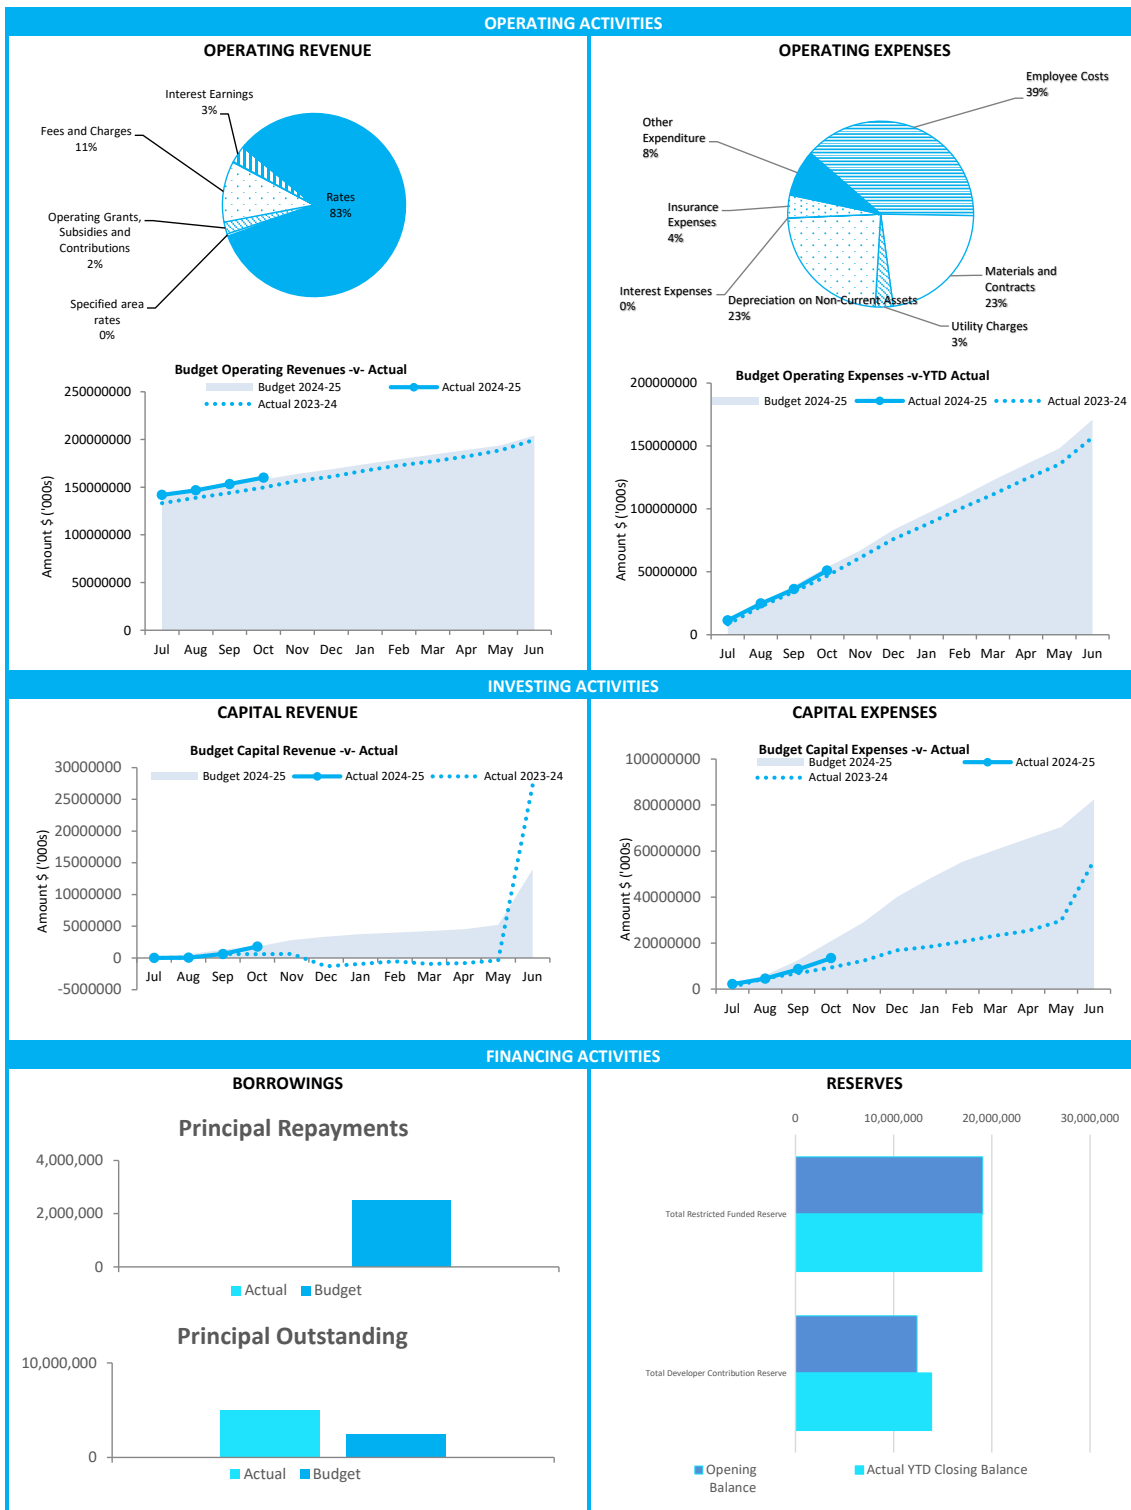 OPERATING ACTIVITIES
OPERATING REVENUE
Interest Earnings
3%
Fees and Charges
11%
Rates
83%
Operating Grants,
Subsidies and
Contributions
2%
Specified area
rates
0%
OPERATING EXPENSES
Employee Costs
39%
Other
Expenditure
8%
Insurance
Expenses
4%
Interest Expenses
0%
Depreciation on Non-Current Assets
23%
Materials and
Contracts
23%
Utility Charges
3%
Budget Operating Revenues -v- Actual
Budget 2024-25
Actual 2024-25
Actual 2023-24
Amount $ ('000s)
250000000
200000000
150000000
100000000
50000000
0
Jul Aug Sep Oct Nov Dec Jan Feb Mar Apr May Jun
Budget Operating Expenses -v-YTD Actual
Budget 2024-25
Actual 2024-25
Actual 2023-24
Amount $ ('000s)
200000000
150000000
100000000
50000000
0
Jul Aug Sep Oct Nov Dec Jan Feb Mar Apr May Jun
INVESTING ACTIVITIES
CAPITAL REVENUE
Budget Capital Revenue -v- Actual
Budget 2024-25
Actual 2024-25
Actual 2023-24
Amount $ ('000s)
30000000
25000000
20000000
15000000
10000000
5000000
0
-5000000
Jul Aug Sep Oct Nov Dec Jan Feb Mar Apr May Jun
CAPITAL EXPENSES
Budget Capital Expenses -v- Actual
Budget 2024-25
Actual 2024-25
Actual 2023-24
Amount $ ('000s)
100000000
80000000
60000000
40000000
20000000
0
Jul Aug Sep Oct Nov Dec Jan Feb Mar Apr May Jun
FINANCING ACTIVITIES
BORROWINGS
Principal Repayments
4,000,000
2,000,000
0
Actual
Budget
Principal Outstanding
10,000,000
0
Actual
Budget
RESERVES
0
10,000,000
20,000,000
30,000,000
Total Restricted Funded Reserve
Total Developer Contribution Reserve
Opening
Balance
Actual YTD Closing Balance